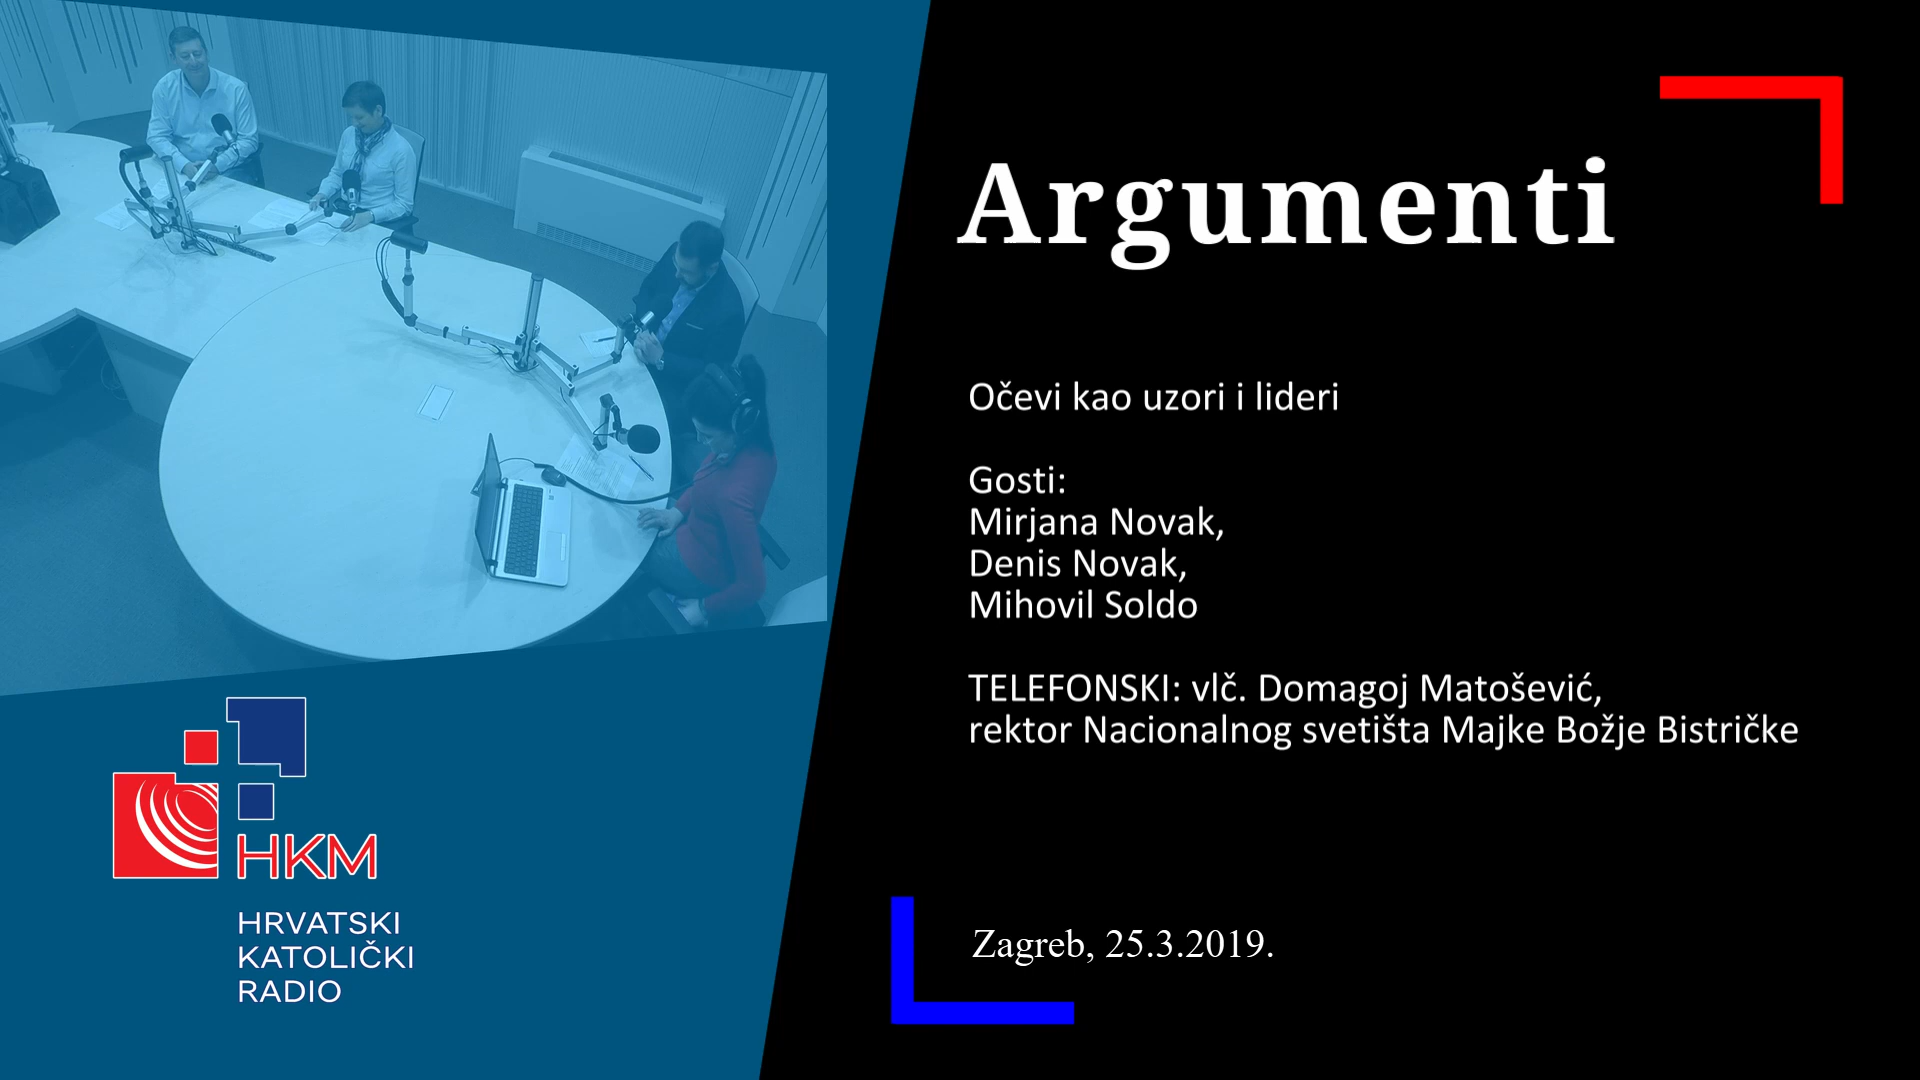 Argumenti
Očevi kao uzori i lideri
Gosti:
Mirjana Novak,
Denis Novak,
Mihovil Soldo
TELEFONSKI: vlč. Domagoj Matošević,
rektor Nacionalnog svetišta Majke Božje Bistričke
Zagreb, 25.3.2019.
HKM
HRVATSKI
KATOLIČKI
RADIO